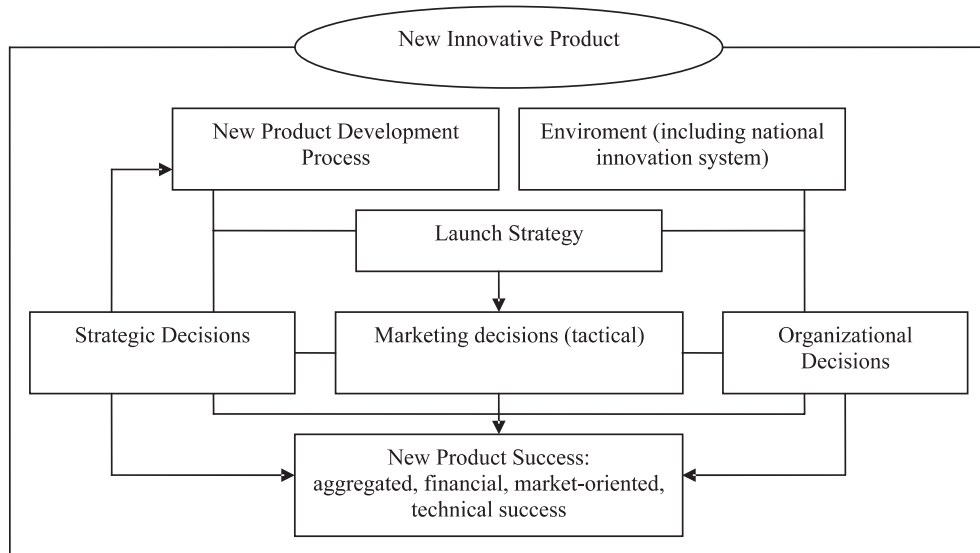 New Innovative Product
New Product Development
Process
Enviroment (including national
innovation system)
Launch Strategy
Strategic Decisions
Marketing decisions (tactical)
Organizational
Decisions
New Product Success:
aggregated, financial, market-oriented,
technical success